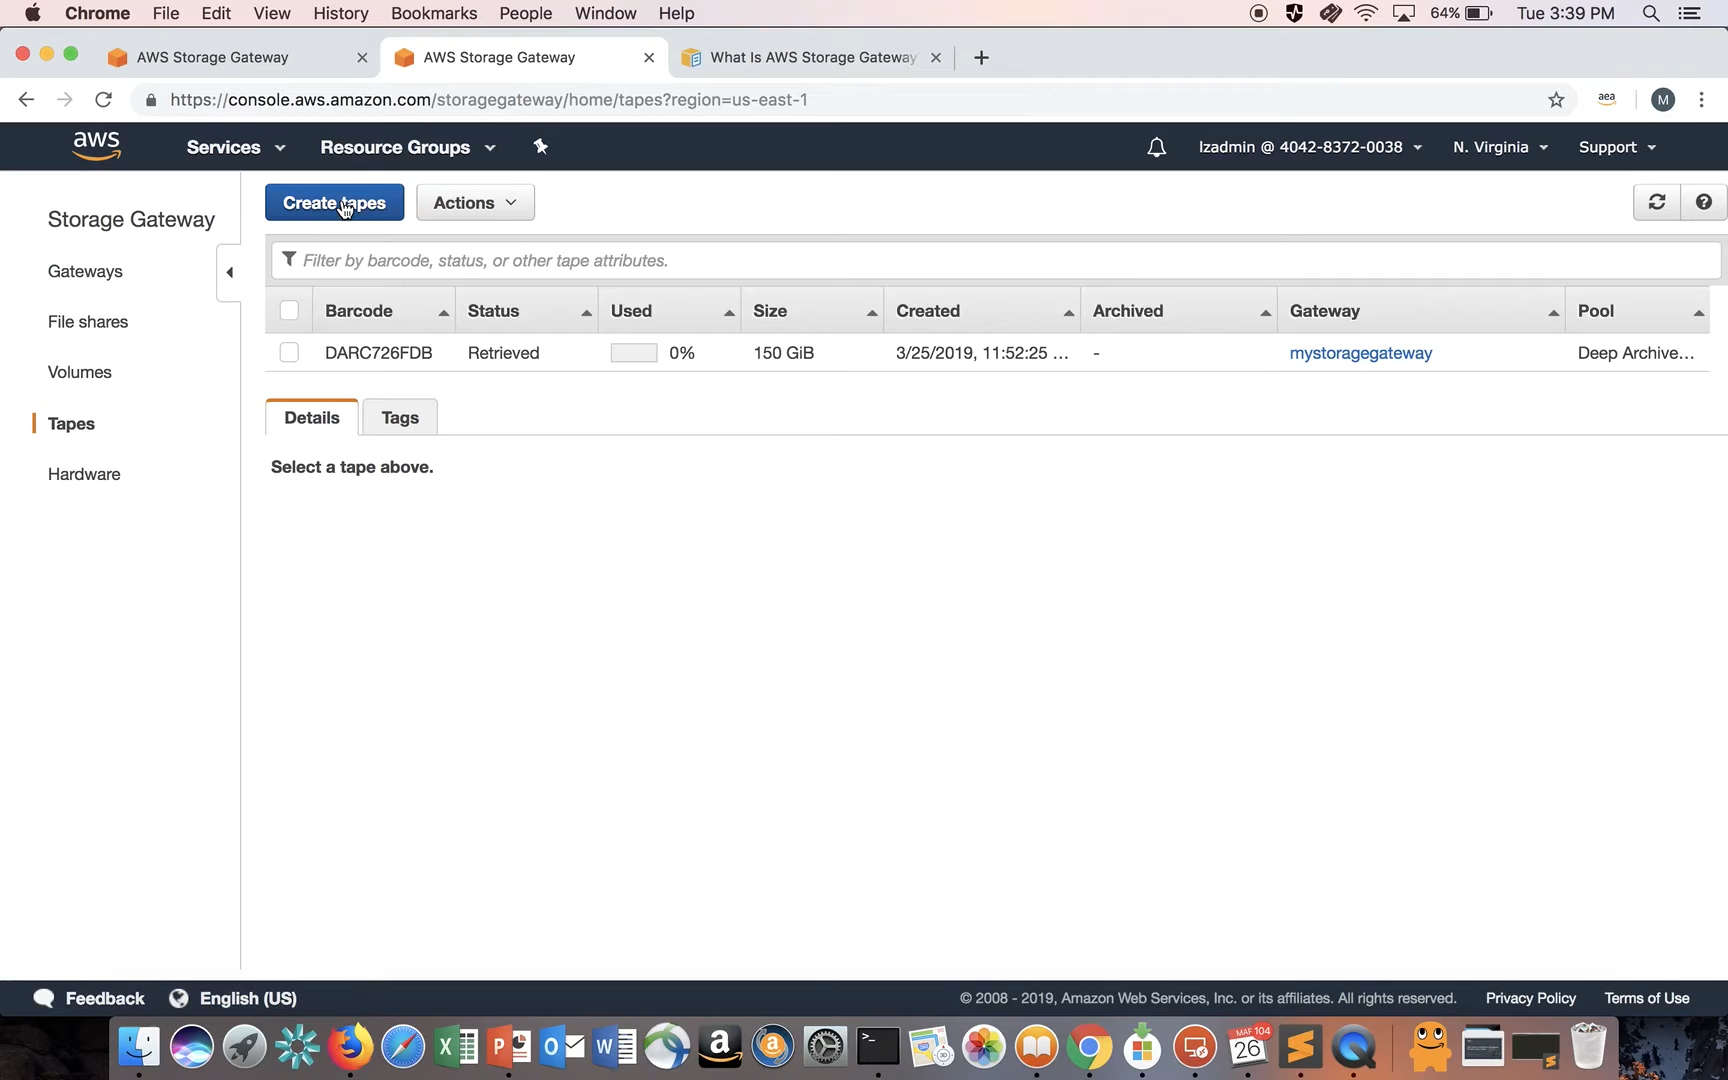 Chrome File Edit View History Bookmarks People Window Help 64% Tue 3:39 PM
AWS Storage Gateway AWS Storage Gateway What Is AWS Storage Gateway
https://console.aws.amazon.com/storagegateway/home/tapes?region=us-east-1 aea M
aws Services Resource Groups lzadmin @ 4042-8372-0038 N. Virginia Support
Storage Gateway
Gateways
File shares
Volumes
Tapes
Hardware
Create tapes Actions
Filter by barcode, status, or other tape attributes.
Barcode Status Used Size Created Archived Gateway Pool
DARC726FDB Retrieved 0% 150 GiB 3/25/2019, 11:52:25 ... - mystoragegateway Deep Archive...
Details Tags
Select a tape above.
Feedback English (US) © 2008 - 2019, Amazon Web Services, Inc. or its affiliates. All rights reserved. Privacy Policy Terms of Use
X P O W a a >_ 3D 104 26 S S